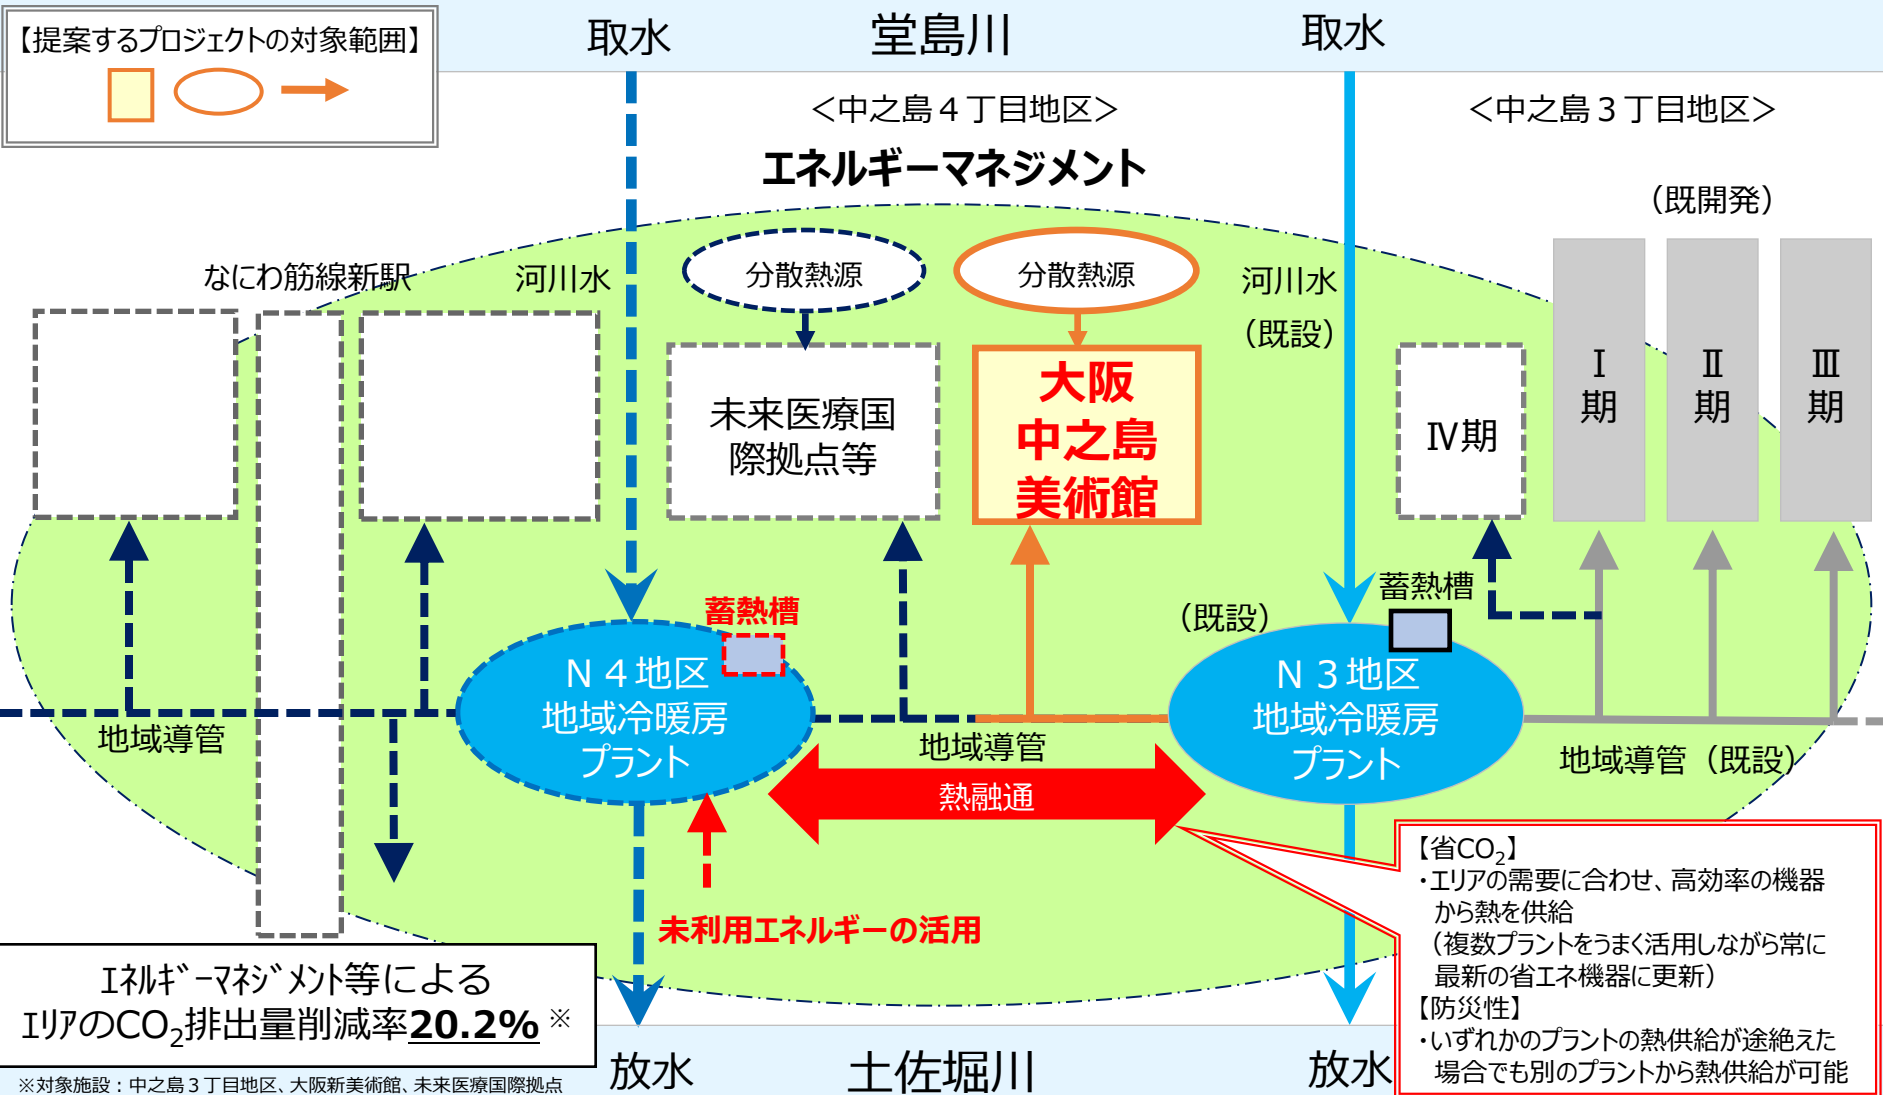 【提案するプロジェクトの対象範囲】
取水
堂島川
取水
＜中之島４丁目地区＞
＜中之島３丁目地区＞
エネルギーマネジメント
（既開発）
なにわ筋線新駅
河川水
分散熱源
分散熱源
河川水
（既設）
未来医療国
際拠点等
大阪
中之島
美術館
Ⅳ期
Ⅰ
期
Ⅱ
期
Ⅲ
期
蓄熱槽
（既設）
蓄熱槽
Ｎ４地区
地域冷暖房
プラント
Ｎ３地区
地域冷暖房
プラント
地域導管
地域導管
地域導管（既設）
熱融通
未利用エネルギーの活用
【省CO2】
・エリアの需要に合わせ、高効率の機器
から熱を供給
（複数プラントをうまく活用しながら常に
最新の省エネ機器に更新）
【防災性】
・いずれかのプラントの熱供給が途絶えた
場合でも別のプラントから熱供給が可能
ｴﾈﾙｷﾞｰﾏﾈｼﾞﾒﾝﾄ等による
ｴﾘｱのCO2排出量削減率20.2% ※
※対象施設：中之島３丁目地区、大阪新美術館、未来医療国際拠点
放水
土佐堀川
放水